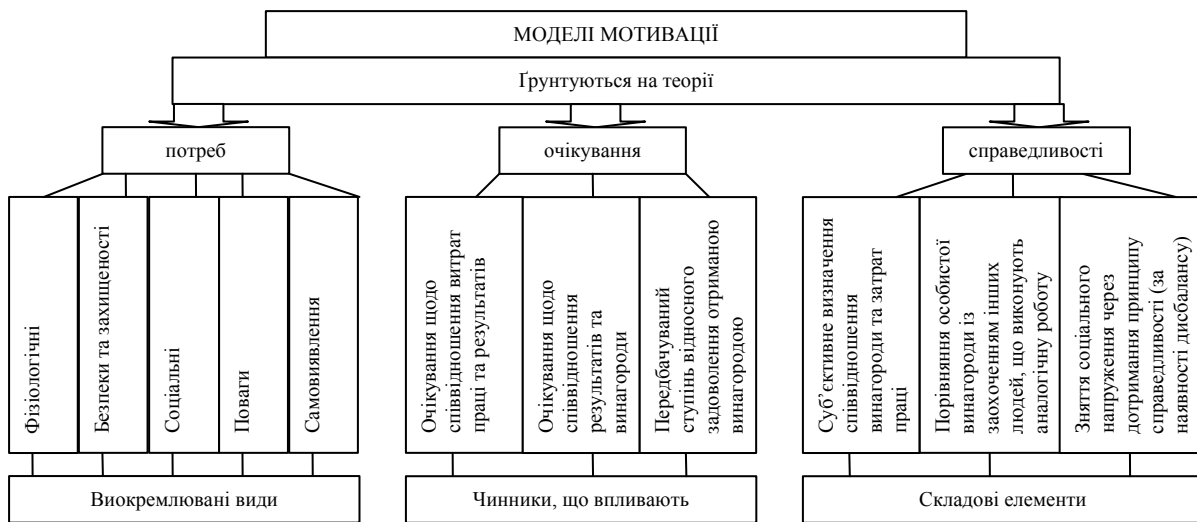 МОДЕЛІ МОТИВАЦІЇ
Ґрунтуються на теорії
потреб
очікування
справедливості
Фізіологічні
Безпеки та захищеності
Соціальні
Поваги
Самовиявлення
Очікування щодо
співвідношення витрат
праці та результатів
Очікування щодо
співвідношення
результатів та
винагороди
Передбачуваний
ступінь відносного
задоволення отриманою
винагородою
Суб’єктивне визначення
співвідношення
винагороди та затрат
праці
Порівняння особистої
винагороди із
заохоченням інших
людей, що виконують
аналогічну роботу
Зняття соціального
напруження через
дотримання принципу
справедливості (за
наявності дисбалансу)
Виокремлювані види
Чинники, що впливають
Складові елементи